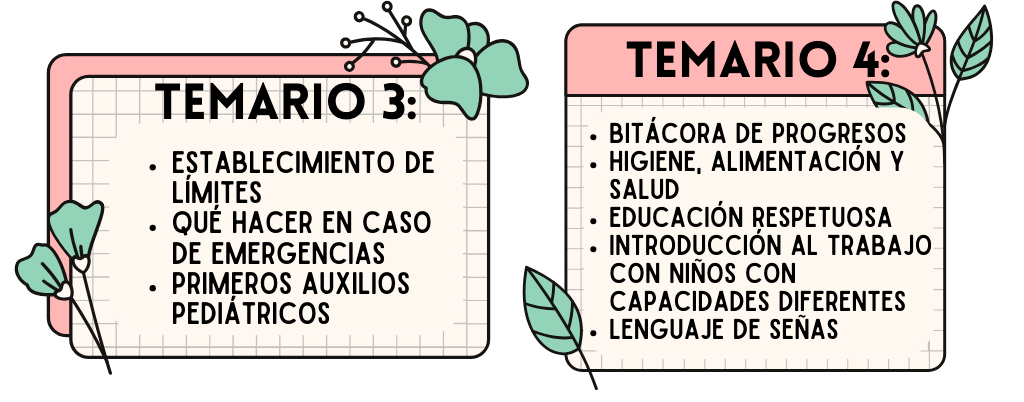 TEMARIO 3:
• ESTABLECIMIENTO DE
LÍMITES
• QUÉ HACER EN CASO
DE EMERGENCIAS
• PRIMEROS AUXILIOS
PEDIÁTRICOS
TEMARIO 4:
• BITÁCORA DE PROGRESOS
• HIGIENE, ALIMENTACIÓN Y
SALUD
• EDUCACIÓN RESPETUOSA
• INTRODUCCIÓN AL TRABAJO
CON NIÑOS CON
CAPACIDADES DIFERENTES
• LENGUAJE DE SEÑAS